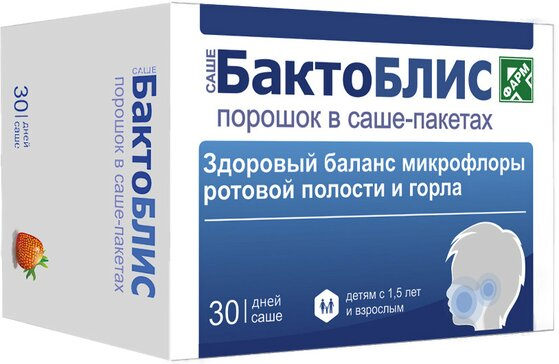 САШЕ
БактоБЛИС
ФАРМ
порошок в саше-пакетах
Здоровый баланс микрофлоры
ротовой полости и горла
30 дней
саше
детям с 1,5 лет
и взрослым
САШЕ
БактоБЛИС
порошок в саше-пакетах
30 дней
саше